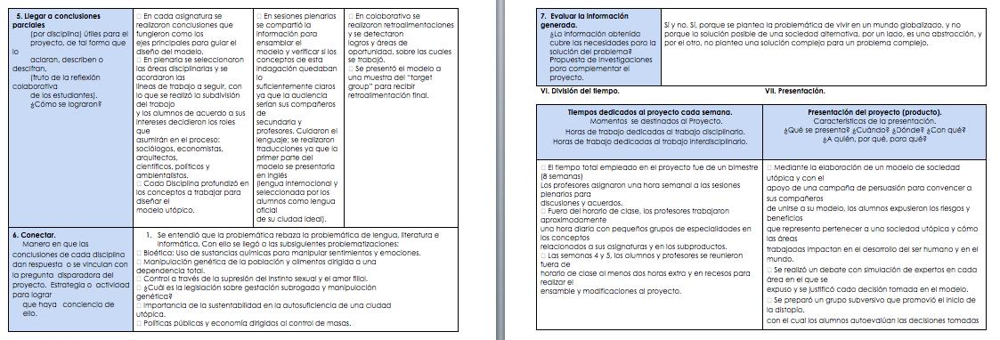 5. Llegar a conclusiones
parciales
(por disciplina) útiles para el
proyecto, de tal forma que
lo
aclaran, describen o
descifran,
(fruto de la reflexión
colaborativa
de los estudiantes).
¿Cómo se lograron?
En cada asignatura se
realizaron conclusiones que
fungieron como los
ejes principales para guiar el
diseño del modelo.
En plenaria se seleccionaron
las áreas disciplinarias y se
acordaron las
líneas de trabajo a seguir, con
lo que se realizó la subdivisión
del trabajo
y los alumnos de acuerdo a sus
intereses decidieron los roles
que
asumirán en el proceso:
sociólogos, economistas,
arquitectos,
científicos, políticos y
ambientalistas.
Cada Disciplina profundizó en
los conceptos a trabajar para
diseñar el
modelo utópico.
En sesiones plenarias
se compartió la
información para
ensamblar el
modelo y verificar si los
conceptos de esta
indagación quedaban
lo
suficientemente claros
ya que la audiencia
serían sus compañeros
de
secundaria y
profesores. Cuidaron el
lenguaje; se realizaron
traducciones ya que la
primer parte del
modelo se presentaría
en inglés
(lengua internacional y
seleccionada por los
alumnos como lengua
oficial
de su ciudad ideal).
En colaborativo se
realizaron retroalimentaciones
y se detectaron
logros y áreas de
oportunidad, sobre las cuales
se trabajó.
Se presentó el modelo a
una muestra del "target
group" para recibir
retroalimentación final.
6. Conectar.
Manera en que las
conclusiones de cada disciplina
dan respuesta o se vinculan con
la pregunta disparadora del
proyecto. Estrategia o actividad
para lograr
que haya conciencia de
ello.
1. Se entendió que la problemática rebaza la problemática de lengua, literatura e
informática. Con ello se llegó a las subsiguientes problematizaciones:
Bioética: Uso de sustancias químicas para manipular sentimientos y emociones.
Manipulación genética de la población y alimentos dirigida a una
dependencia total.
Control a través de la supresión del instinto sexual y el amor filial.
¿Cuál es la legislación sobre gestación subrogada y manipulación
genética?
Importancia de la sustentabilidad en la autosuficiencia de una ciudad
utópica.
Políticas públicas y economía dirigidas al control de masas.
7. Evaluar la información
generada.
¿La información obtenida
cubre las necesidades para la
solución del problema?
Propuesta de investigaciones
para complementar el
proyecto.
Sí y no. Sí, porque se plantea la problemática de vivir en un mundo globalizado, y no
porque la solución posible de una sociedad alternativa, por un lado, es una abstracción, y
por el otro, no plantea una solución compleja para un problema complejo.
VI. División del tiempo.
VII. Presentación.
Tiempos dedicados al proyecto cada semana.
Momentos se destinados al Proyecto.
Horas de trabajo dedicadas al trabajo disciplinario.
Horas de trabajo dedicadas al trabajo interdisciplinario.
Presentación del proyecto (producto).
Características de la presentación.
¿Qué se presenta? ¿Cuándo? ¿Dónde? ¿Con qué?
¿A quién, por qué, para qué?
El tiempo total empleado en el proyecto fue de un bimestre
(8 semanas)
Los profesores asignaron una hora semanal a las sesiones
plenarias para
discusiones y acuerdos.
Fuera del horario de clase, los profesores trabajaron
aproximadamente
una hora diaria con pequeños grupos de especialidades en
los conceptos
relacionados a sus asignaturas y en los subproductos.
Las semanas 4 y 5, los alumnos y profesores se reunieron
fuera de
horario de clase al menos dos horas extra y en recesos para
realizar el
ensamble y modificaciones al proyecto.
Mediante la elaboración de un modelo de sociedad
utópica y con el
apoyo de una campaña de persuasión para convencer a
sus compañeros
de unirse a su modelo, los alumnos expusieron los riesgos y
beneficios
que representa pertenecer a una sociedad utópica y cómo
las áreas
trabajadas impactan en el desarrollo del ser humano y en el
mundo.
Se realizó un debate con simulación de expertos en cada
área en el que se
expuso y se justificó cada decisión tomada en el modelo.
Se preparó un grupo subversivo que promovió el inicio de
la distopía,
con el cual los alumnos autoevalúan las decisiones tomadas